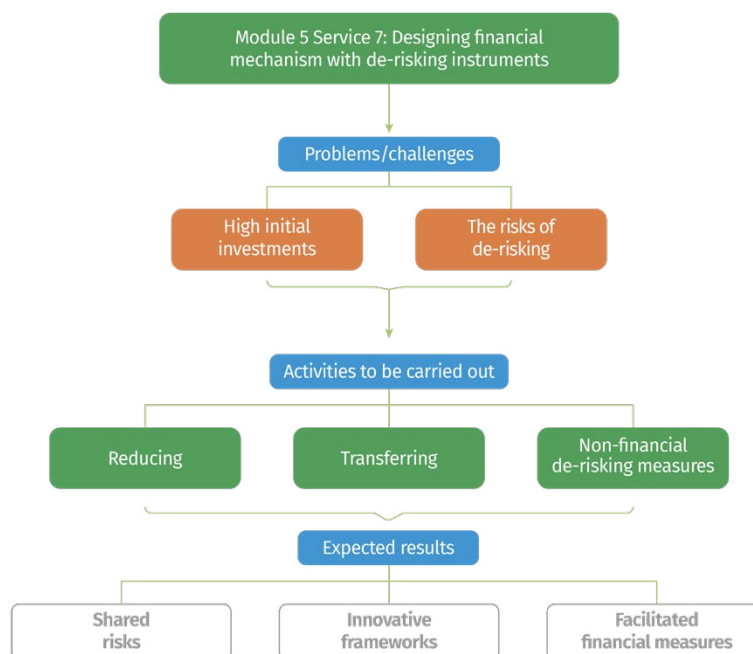 Module 5 Service 7: Designing financial
mechanism with de-risking instruments
Problems/challenges
High initial
investments
The risks of
de-risking
Activities to be carried out
Reducing
Transferring
Non-financial
de-risking measures
Expected results
Shared
risks
Innovative
frameworks
Facilitated
financial measures